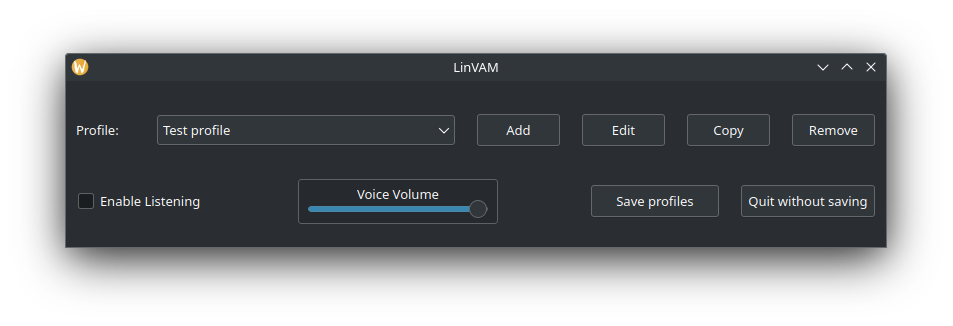 LinVAM
Profile: Test profile Add Edit Copy Remove
Enable Listening Voice Volume Save profiles Quit without saving